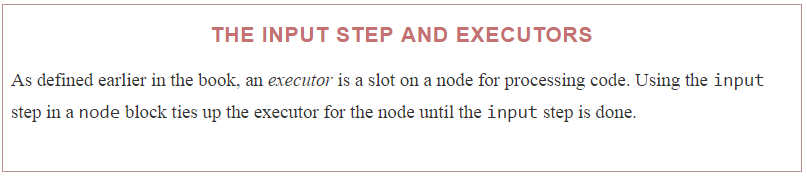 THE INPUT STEP AND EXECUTORS
As defined earlier in the book, an executor is a slot on a node for processing code. Using the input
step in a node block ties up the executor for the node until the input step is done.